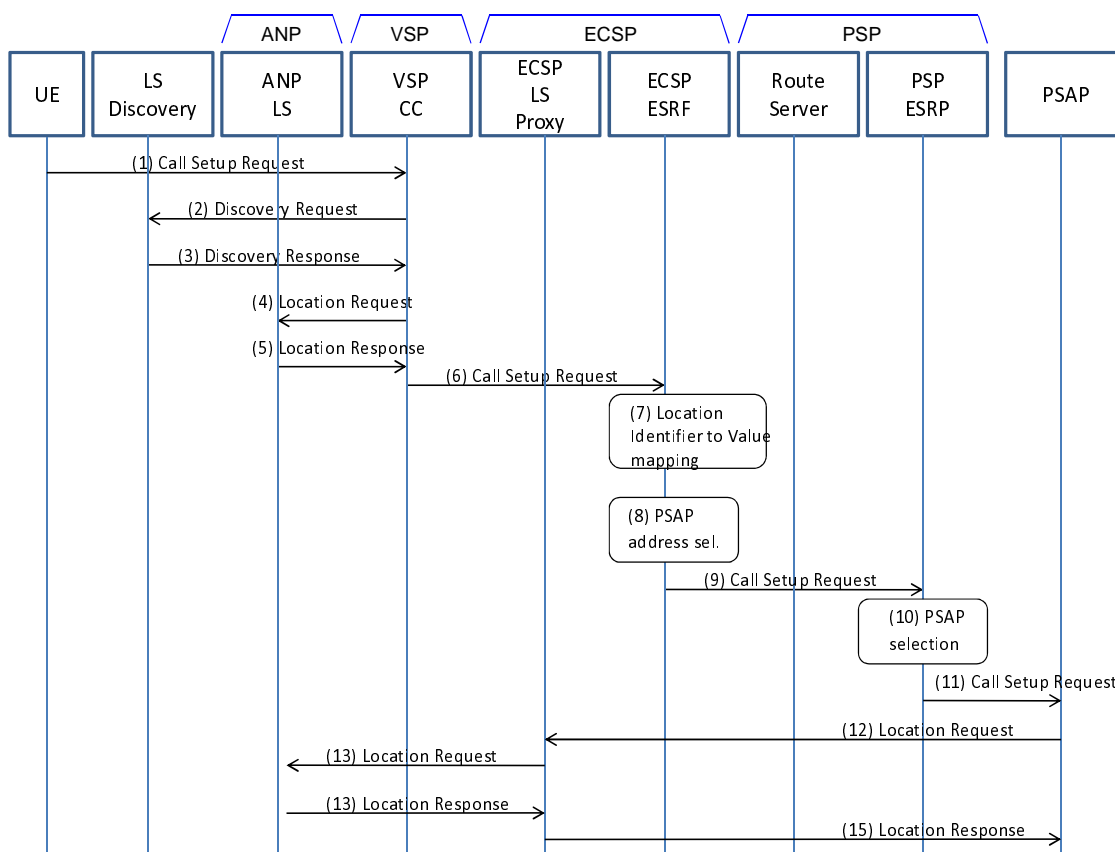 ANP
VSP
ECSP
PSP
UE
LS
Discovery
ANP
LS
VSP
CC
ECSP
LS
Proxy
ECSP
ESRF
Route
Server
PSP
ESRP
PSAP
(1) Call Setup Request
(2) Discovery Request
(3) Discovery Response
(4) Location Request
(5) Location Response
(6) Call Setup Request
(7) Location
Identifier to Value
mapping
(8) PSAP
address sel.
(9) Call Setup Request
(10) PSAP
selection
(11) Call Setup Request
(12) Location Request
(13) Location Request
(13) Location Response
(15) Location Response